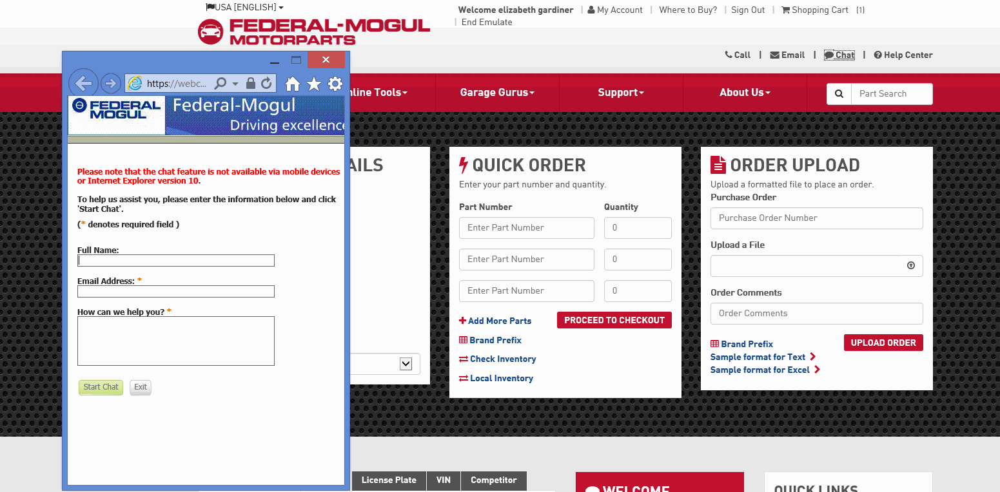 USA [ENGLISH]
Welcome elizabeth gardiner | My Account | Where to Buy? | Sign Out | Shopping Cart (1)
| End Emulate
FEDERAL-MOGUL
MOTORPARTS
Call | Email | Chat | Help Center
nline Tools
Garage Gurus
Support
About Us
Part Search
https://webc...
FEDERAL
MOGUL
Federal-Mogul
Driving excellence
Please note that the chat feature is not available via mobile devices
or Internet Explorer version 10.
To help us assist you, please enter the information below and click
'Start Chat'.
(* denotes required field )
Full Name:
Email Address: *
How can we help you? *
Start Chat
Exit
AILS
QUICK ORDER
Enter your part number and quantity.
Part Number
Quantity
Enter Part Number
0
Enter Part Number
0
Enter Part Number
0
Add More Parts
PROCEED TO CHECKOUT
Brand Prefix
Check Inventory
Local Inventory
ORDER UPLOAD
Upload a formatted file to place an order.
Purchase Order
Purchase Order Number
Upload a File
Order Comments
Order Comments
Brand Prefix
UPLOAD ORDER
Sample format for Text
Sample format for Excel
License Plate
VIN
Competitor
WELCOME
QUICK LINKS